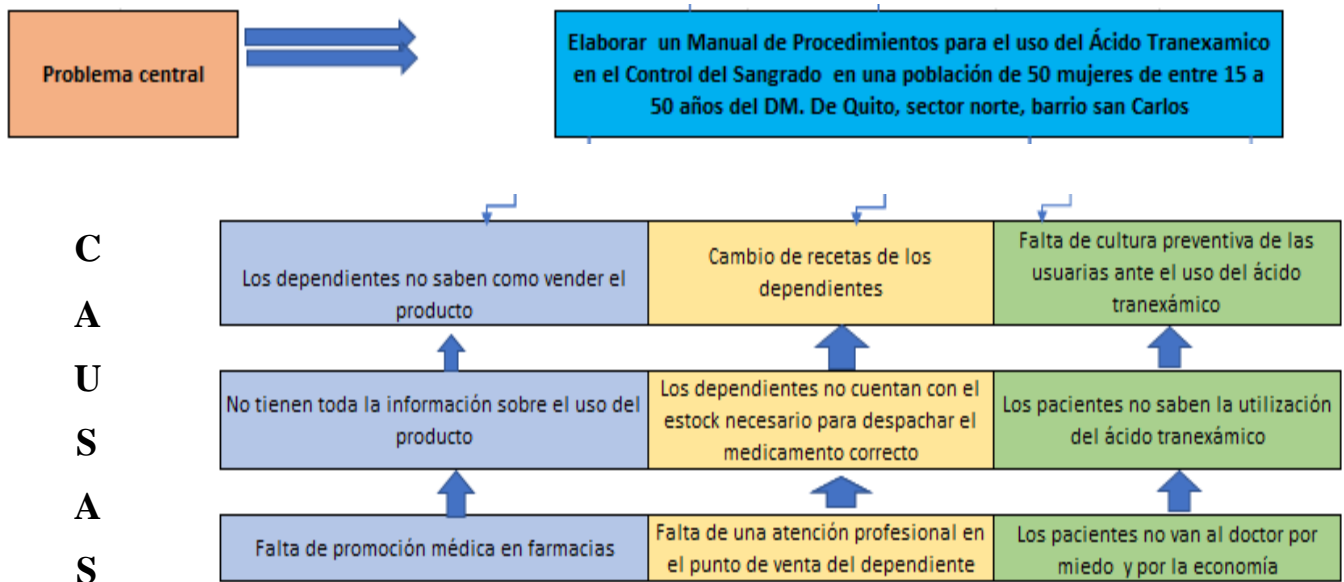 Problema central
Elaborar un Manual de Procedimientos para el uso del Ácido Tranexamico
en el Control del Sangrado en una población de 50 mujeres de entre 15 a
50 años del DM. De Quito, sector norte, barrio san Carlos
C
A
U
S
A
S
Los dependientes no saben como vender el
producto
Cambio de recetas de los
dependientes
Falta de cultura preventiva de las
usuarias ante el uso del ácido
tranexámico
No tienen toda la información sobre el uso del
producto
Los dependientes no cuentan con el
estock necesario para despachar el
medicamento correcto
Los pacientes no saben la utilización
del ácido tranexámico
Falta de promoción médica en farmacias
Falta de una atención profesional en
el punto de venta del dependiente
Los pacientes no van al doctor por
miedo y por la economía